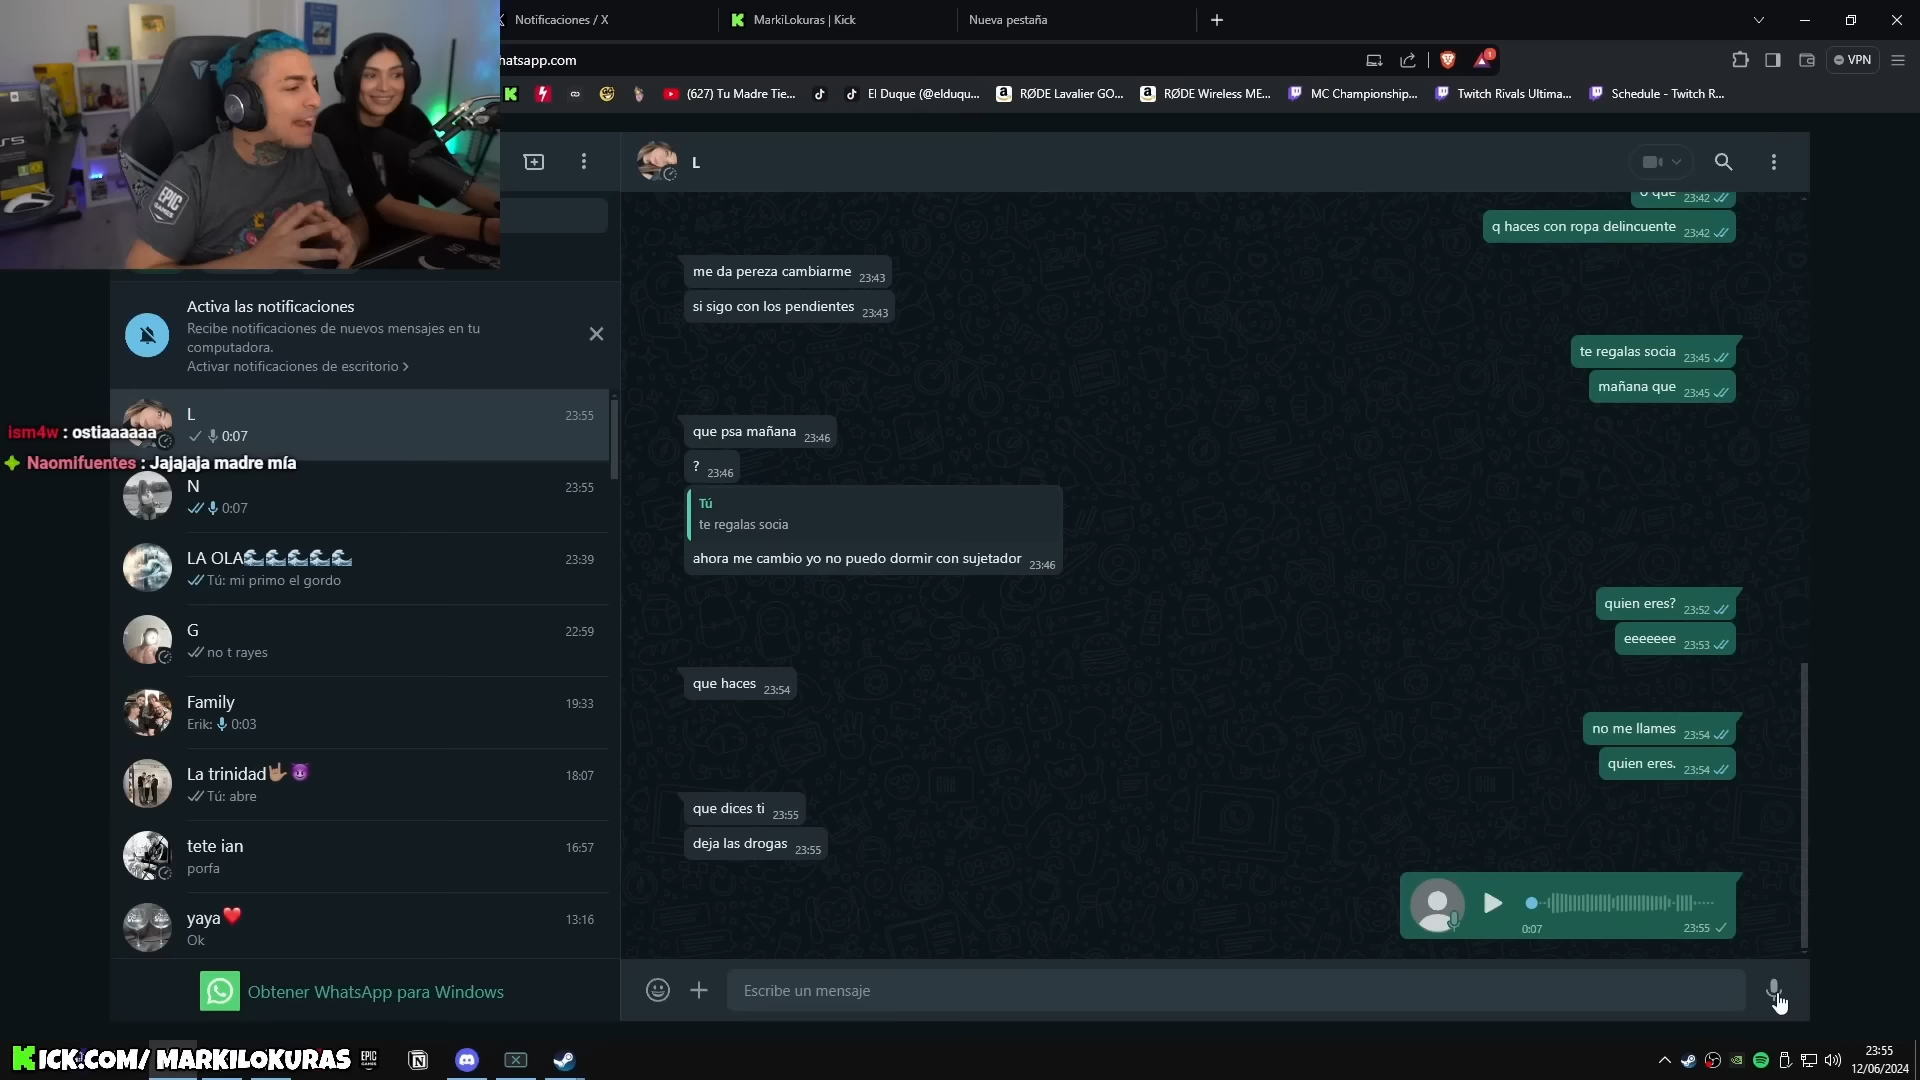 Notificaciones / X
MarkiLokuras | Kick
Nueva pestaña
hatsapp.com
1
VPN
(627) Tu Madre Tie...
El Duque (@elduqu...
RØDE Lavalier GO...
RØDE Wireless ME...
MC Championship...
Twitch Rivals Ultima...
Schedule - Twitch R...
EPIC
GAMES
L
o que 23:42
q haces con ropa delincuente 23:42
me da pereza cambiarme 23:43
si sigo con los pendientes 23:43
te regalas socia 23:45
mañana que 23:45
que psa mañana 23:46
? 23:46
Tú
te regalas socia
ahora me cambio yo no puedo dormir con sujetador 23:46
quien eres? 23:52
eeeeeee 23:53
que haces 23:54
no me llames 23:54
quien eres. 23:54
que dices ti 23:55
deja las drogas 23:55
0:07 23:55
Escribe un mensaje
Activa las notificaciones
Recibe notificaciones de nuevos mensajes en tu
computadora.
Activar notificaciones de escritorio >
L 23:55
0:07
ism4w : ostiaaaaaa
Naomifuentes : Jajajaja madre mía
N 23:55
0:07
LA OLA🌊🌊🌊🌊🌊 23:39
Tú: mi primo el gordo
G 22:59
no t rayes
Family 19:33
Erik: 0:03
La trinidad🤟🏽😈 18:07
Tú: abre
tete ian 16:57
porfa
yaya❤️ 13:16
Ok
Obtener WhatsApp para Windows
KICK.COM/ MARKILOKURAS
EPIC
23:55
12/06/2024